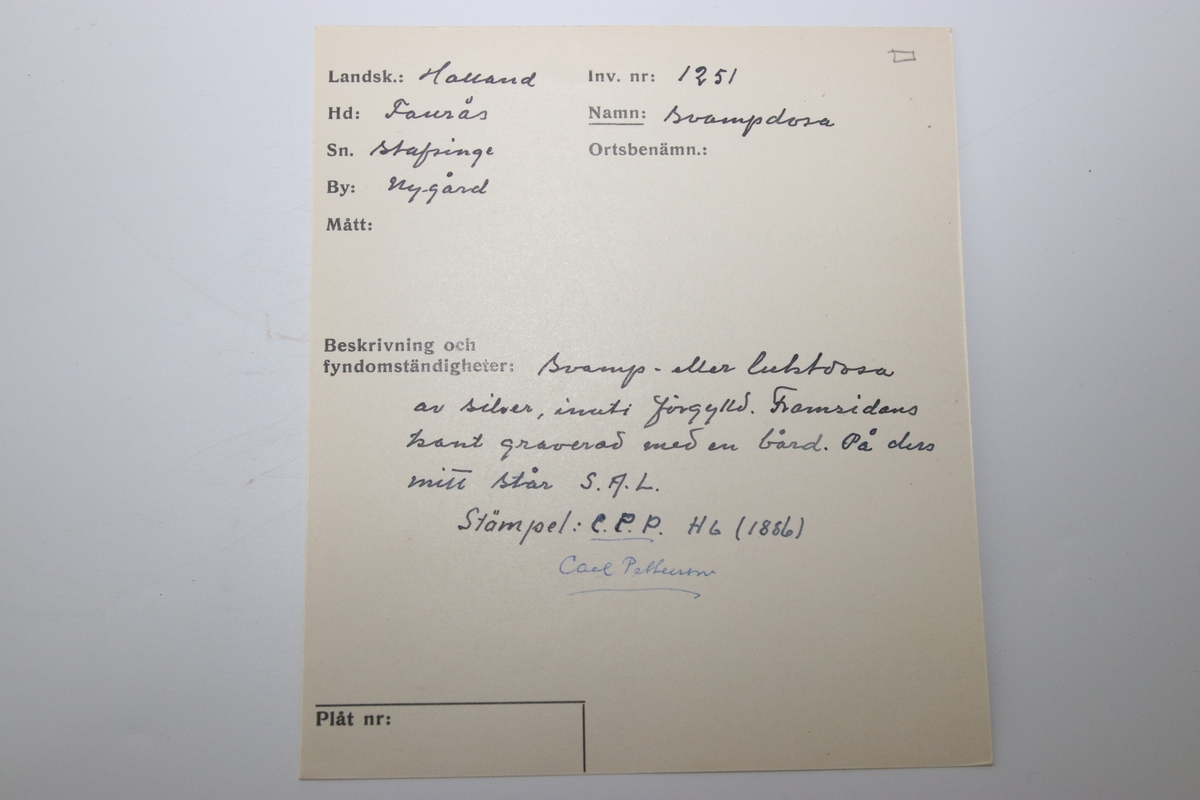 Landsk.: Halland
Inv. nr: 1251
Hd: Faurås
Namn: Svampdosa
Sn. Stafsinge
Ortsbenämn.:
By: Nygård
Mått:
Beskrivning och
fyndomständigheter: Svamp- eller luktdosa
av silver, inuti förgylld. Framsidans
kant graverad med en bård. På dess
mitt står S.A.L.
Stämpel: C.P.P. H6 (1886)
Carl Petterson
Plåt nr: